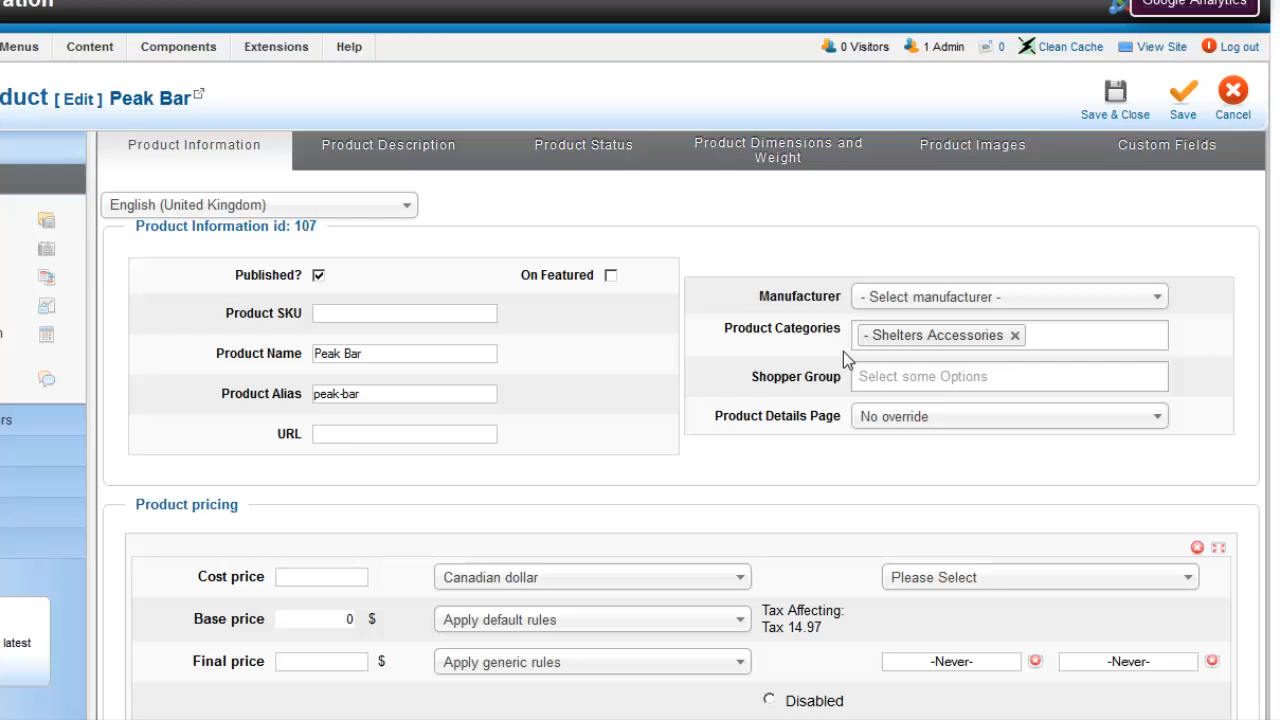 Google Analytics
Menus Content Components Extensions Help 0 Visitors 1 Admin 0 Clean Cache View Site Log out
[ Edit ] Peak Bar
Save & Close Save Cancel
Product Information Product Description Product Status Product Dimensions and Weight Product Images Custom Fields
English (United Kingdom)
Product Information id: 107
Published? On Featured
Manufacturer - Select manufacturer -
Product SKU
Product Categories - Shelters Accessories
Product Name Peak Bar
Shopper Group Select some Options
Product Alias peak-bar
Product Details Page No override
URL
Product pricing
Cost price Canadian dollar Please Select
Base price 0 $ Apply default rules Tax Affecting:
Tax 14.97
Final price $ Apply generic rules -Never- -Never-
latest
Disabled